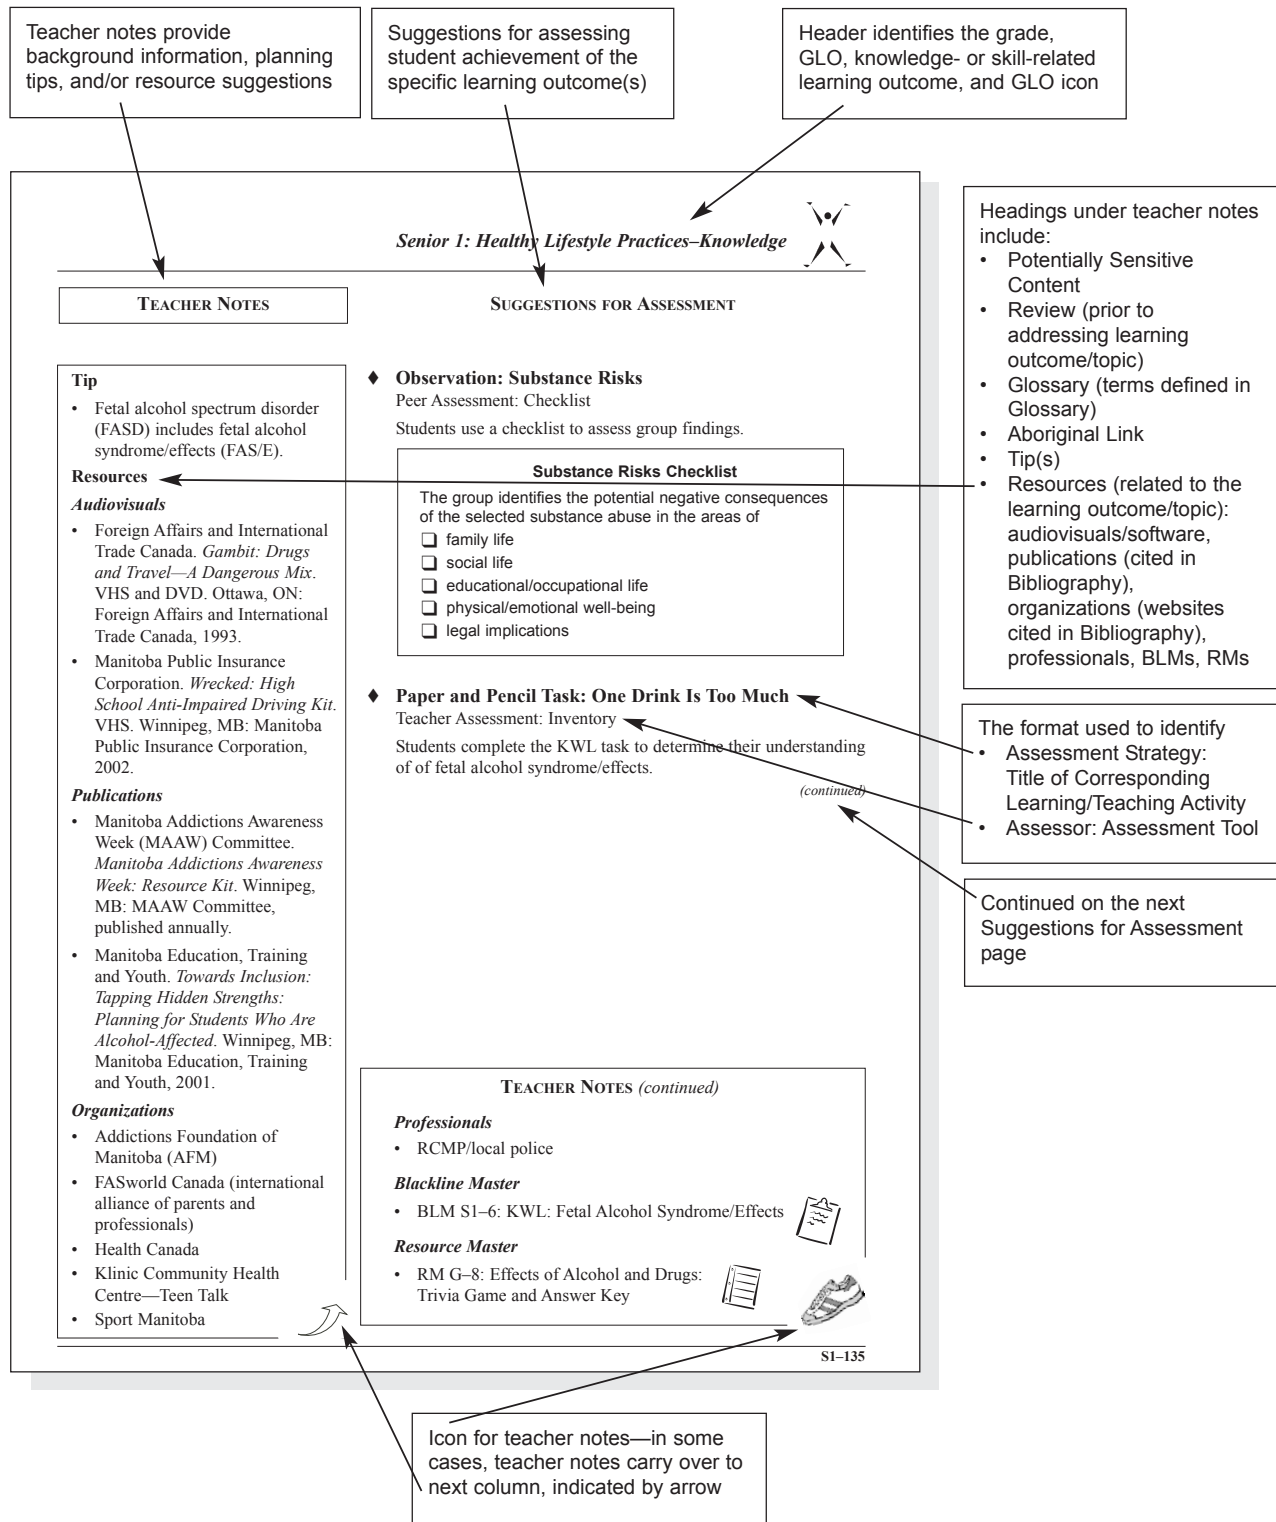 Teacher notes provide
background information, planning
tips, and/or resource suggestions
Suggestions for assessing
student achievement of the
specific learning outcome(s)
Header identifies the grade,
GLO, knowledge- or skill-related
learning outcome, and GLO icon
Senior 1: Healthy Lifestyle Practices–Knowledge
TEACHER NOTES
SUGGESTIONS FOR ASSESSMENT
Tip
• Fetal alcohol spectrum disorder
(FASD) includes fetal alcohol
syndrome/effects (FAS/E).
Resources
Audiovisuals
• Foreign Affairs and International
Trade Canada. Gambit: Drugs
and Travel—A Dangerous Mix.
VHS and DVD. Ottawa, ON:
Foreign Affairs and International
Trade Canada, 1993.
• Manitoba Public Insurance
Corporation. Wrecked: High
School Anti-Impaired Driving Kit.
VHS. Winnipeg, MB: Manitoba
Public Insurance Corporation,
2002.
Publications
• Manitoba Addictions Awareness
Week (MAAW) Committee.
Manitoba Addictions Awareness
Week: Resource Kit. Winnipeg,
MB: MAAW Committee,
published annually.
• Manitoba Education, Training
and Youth. Towards Inclusion:
Tapping Hidden Strengths:
Planning for Students Who Are
Alcohol-Affected. Winnipeg, MB:
Manitoba Education, Training
and Youth, 2001.
Organizations
• Addictions Foundation of
Manitoba (AFM)
• FASworld Canada (international
alliance of parents and
professionals)
• Health Canada
• Klinic Community Health
Centre—Teen Talk
• Sport Manitoba
♦ Observation: Substance Risks
Peer Assessment: Checklist
Students use a checklist to assess group findings.
Substance Risks Checklist
The group identifies the potential negative consequences
of the selected substance abuse in the areas of
❏ family life
❏ social life
❏ educational/occupational life
❏ physical/emotional well-being
❏ legal implications
♦ Paper and Pencil Task: One Drink Is Too Much
Teacher Assessment: Inventory
Students complete the KWL task to determine their understanding
of of fetal alcohol syndrome/effects.
(continued)
TEACHER NOTES (continued)
Professionals
• RCMP/local police
Blackline Master
• BLM S1–6: KWL: Fetal Alcohol Syndrome/Effects
Resource Master
• RM G–8: Effects of Alcohol and Drugs:
Trivia Game and Answer Key
S1–135
Headings under teacher notes
include:
• Potentially Sensitive
Content
• Review (prior to
addressing learning
outcome/topic)
• Glossary (terms defined in
Glossary)
• Aboriginal Link
• Tip(s)
• Resources (related to the
learning outcome/topic):
audiovisuals/software,
publications (cited in
Bibliography),
organizations (websites
cited in Bibliography),
professionals, BLMs, RMs
The format used to identify
• Assessment Strategy:
Title of Corresponding
Learning/Teaching Activity
• Assessor: Assessment Tool
Continued on the next
Suggestions for Assessment
page
Icon for teacher notes—in some
cases, teacher notes carry over to
next column, indicated by arrow